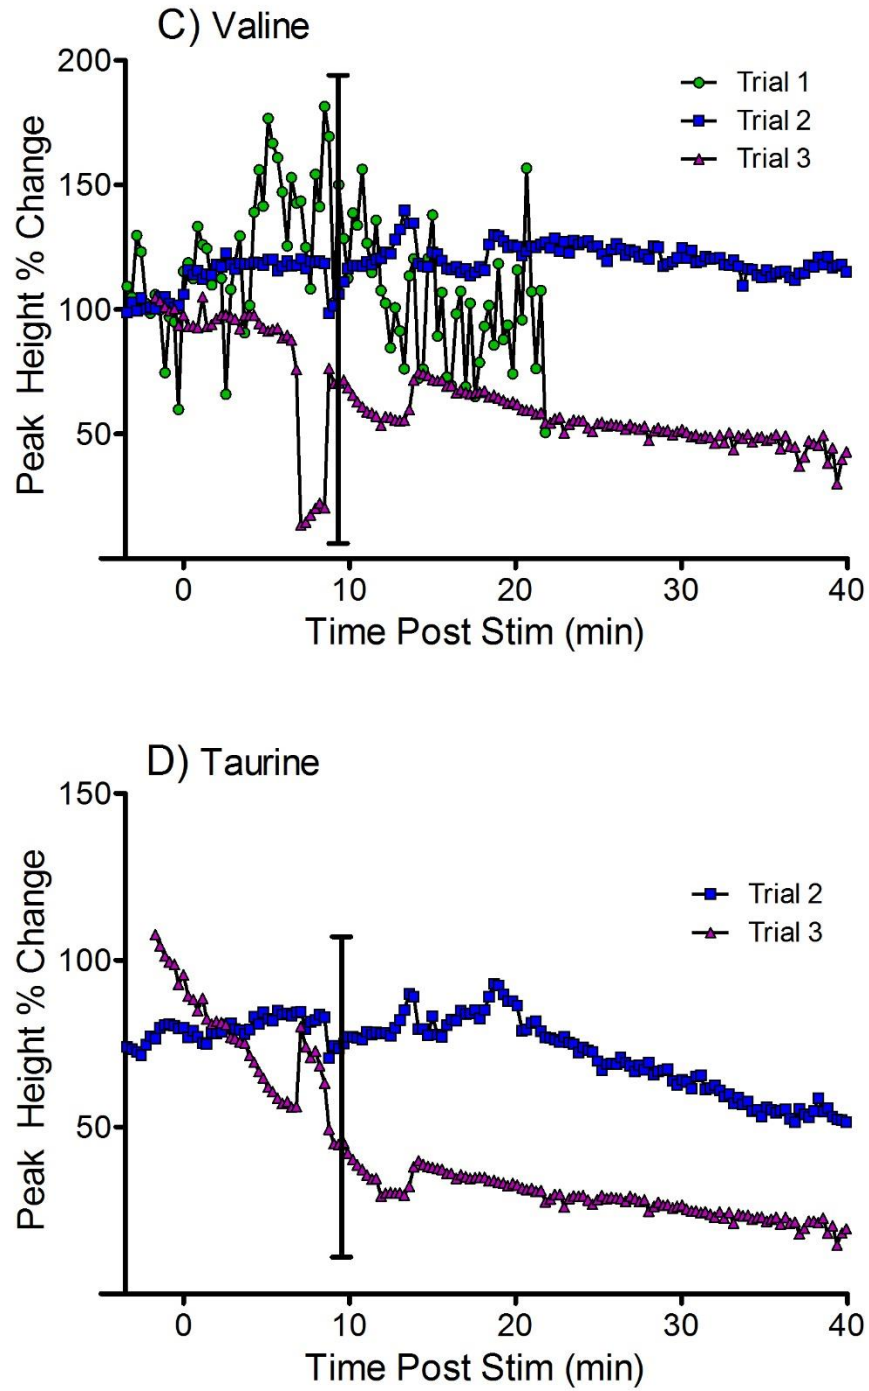 C) Valine
200
150
100
50
Peak Height % Change
Trial 1
Trial 2
Trial 3
0 10 20 30 40
Time Post Stim (min)
D) Taurine
150
100
50
Peak Height % Change
Trial 2
Trial 3
0 10 20 30 40
Time Post Stim (min)